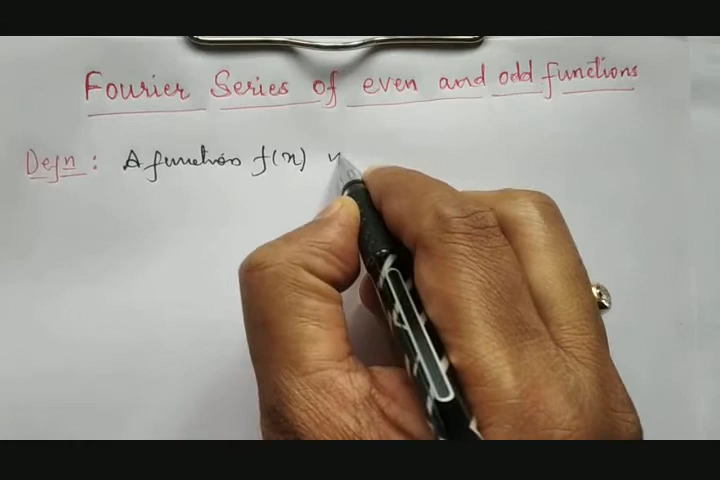 Fourier Series of even and odd functions
Defn : A function f(x)